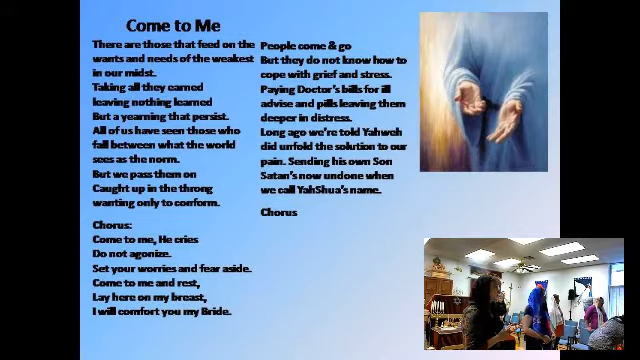 Come to Me
There are those that feed on the
wants and needs of the weakest
in our midst.
Taking all they earned
leaving nothing learned
But a yearning that persist.
All of us have seen those who
fall between what the world
sees as the norm.
But we pass them on
Caught up in the throng
wanting only to conform.
Chorus:
Come to me, He cries
Do not agonize.
Set your worries and fear aside.
Come to me and rest,
Lay here on my breast,
I will comfort you my Bride.
People come & go
But they do not know how to
cope with grief and stress.
Paying Doctor's bills for ill
advise and pills leaving them
deeper in distress.
Long ago we're told Yahweh
did unfold the solution to our
pain. Sending his own Son
Satan's now undone when
we call YahShua's name.
Chorus